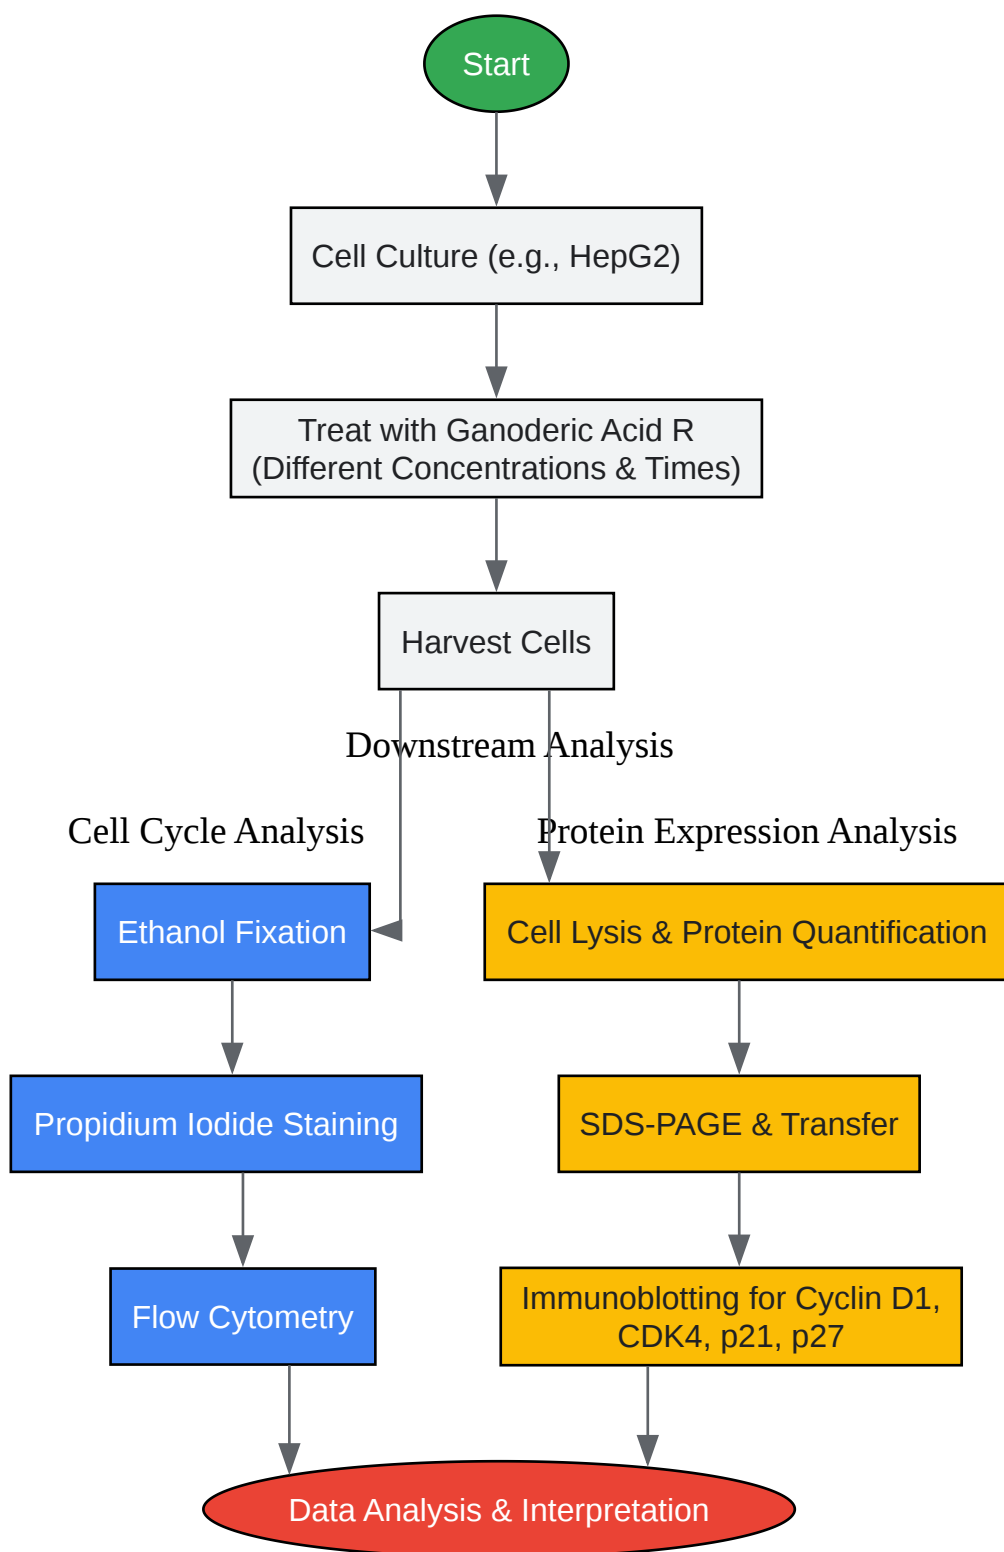 Start
Cell Culture (e.g., HepG2)
Treat with Ganoderic Acid R
(Different Concentrations & Times)
Harvest Cells
Downstream Analysis
Cell Cycle Analysis
Protein Expression Analysis
Ethanol Fixation
Cell Lysis & Protein Quantification
Propidium Iodide Staining
SDS-PAGE & Transfer
Flow Cytometry
Immunoblotting for Cyclin D1,
CDK4, p21, p27
Data Analysis & Interpretation